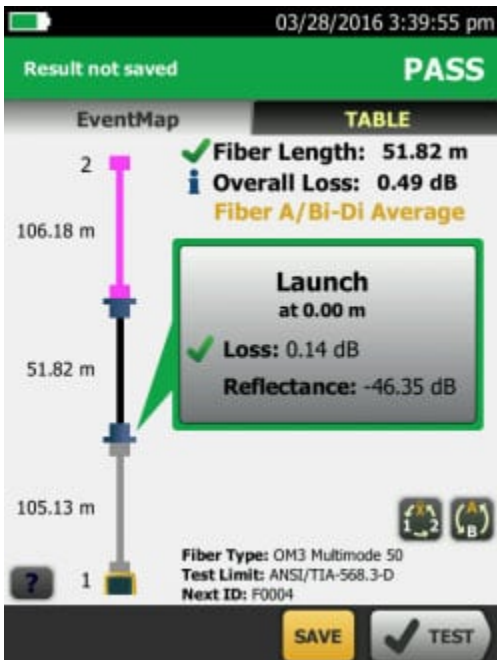 03/28/2016 3:39:55 pm
Result not saved
PASS
EventMap
TABLE
2
Fiber Length: 51.82 m
i Overall Loss: 0.49 dB
Fiber A/Bi-Di Average
106.18 m
Launch
at 0.00 m
Loss: 0.14 dB
Reflectance: -46.35 dB
51.82 m
105.13 m
1 2
A B
Fiber Type: OM3 Multimode 50
Test Limit: ANSI/TIA-568.3-D
Next ID: F0004
?
1
SAVE
TEST